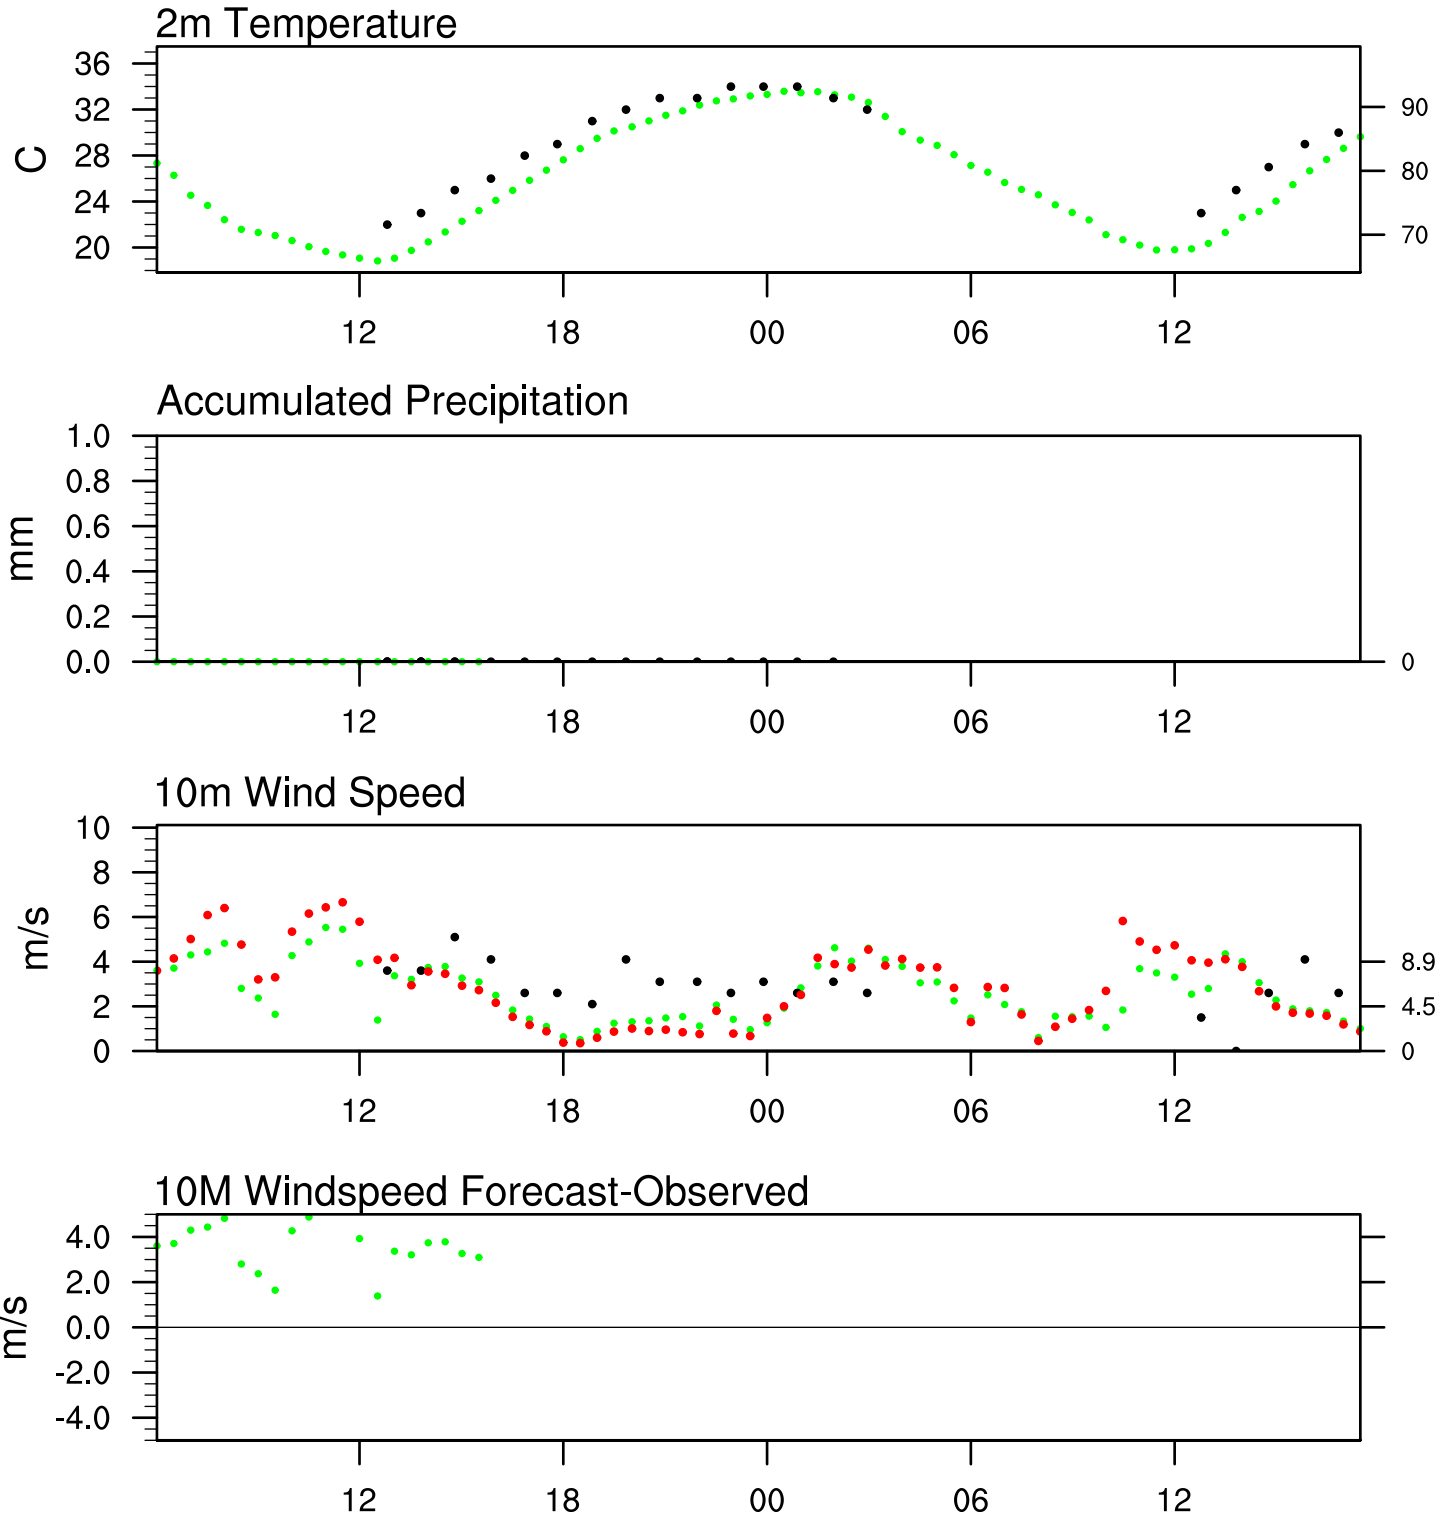 2m Temperature
36
32
28
24
20
C
90
80
70
12 18 00 06 12
Accumulated Precipitation
1.0
0.8
0.6
0.4
0.2
0.0
mm
0
12 18 00 06 12
10m Wind Speed
10
8
6
4
2
0
m/s
8.9
4.5
0
12 18 00 06 12
10M Windspeed Forecast-Observed
4.0
2.0
0.0
-2.0
-4.0
m/s
12 18 00 06 12